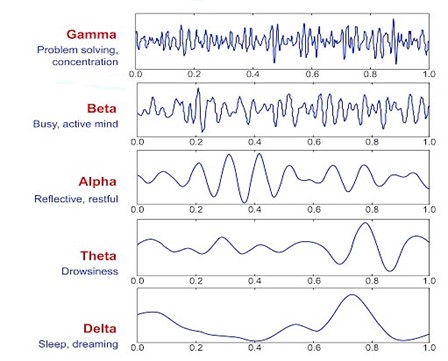 Gamma
Problem solving,
concentration
0.0 0.2 0.4 0.6 0.8 1.0
Beta
Busy, active mind
0.0 0.2 0.4 0.6 0.8 1.0
Alpha
Reflective, restful
0.0 0.2 0.4 0.6 0.8 1.0
Theta
Drowsiness
0.0 0.2 0.4 0.6 0.8 1.0
Delta
Sleep, dreaming
0.0 0.2 0.4 0.6 0.8 1.0